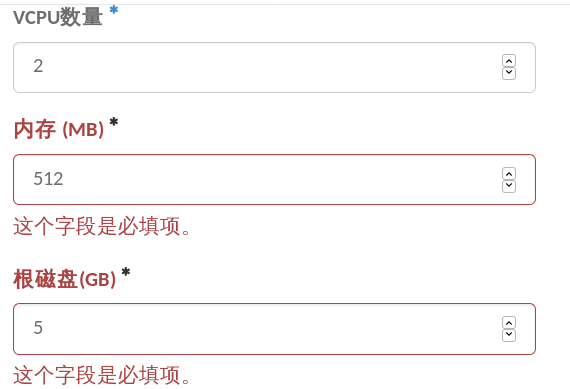 VCPU数量 *
2
内存 (MB) *
512
这个字段是必填项。
根磁盘(GB) *
5
这个字段是必填项。